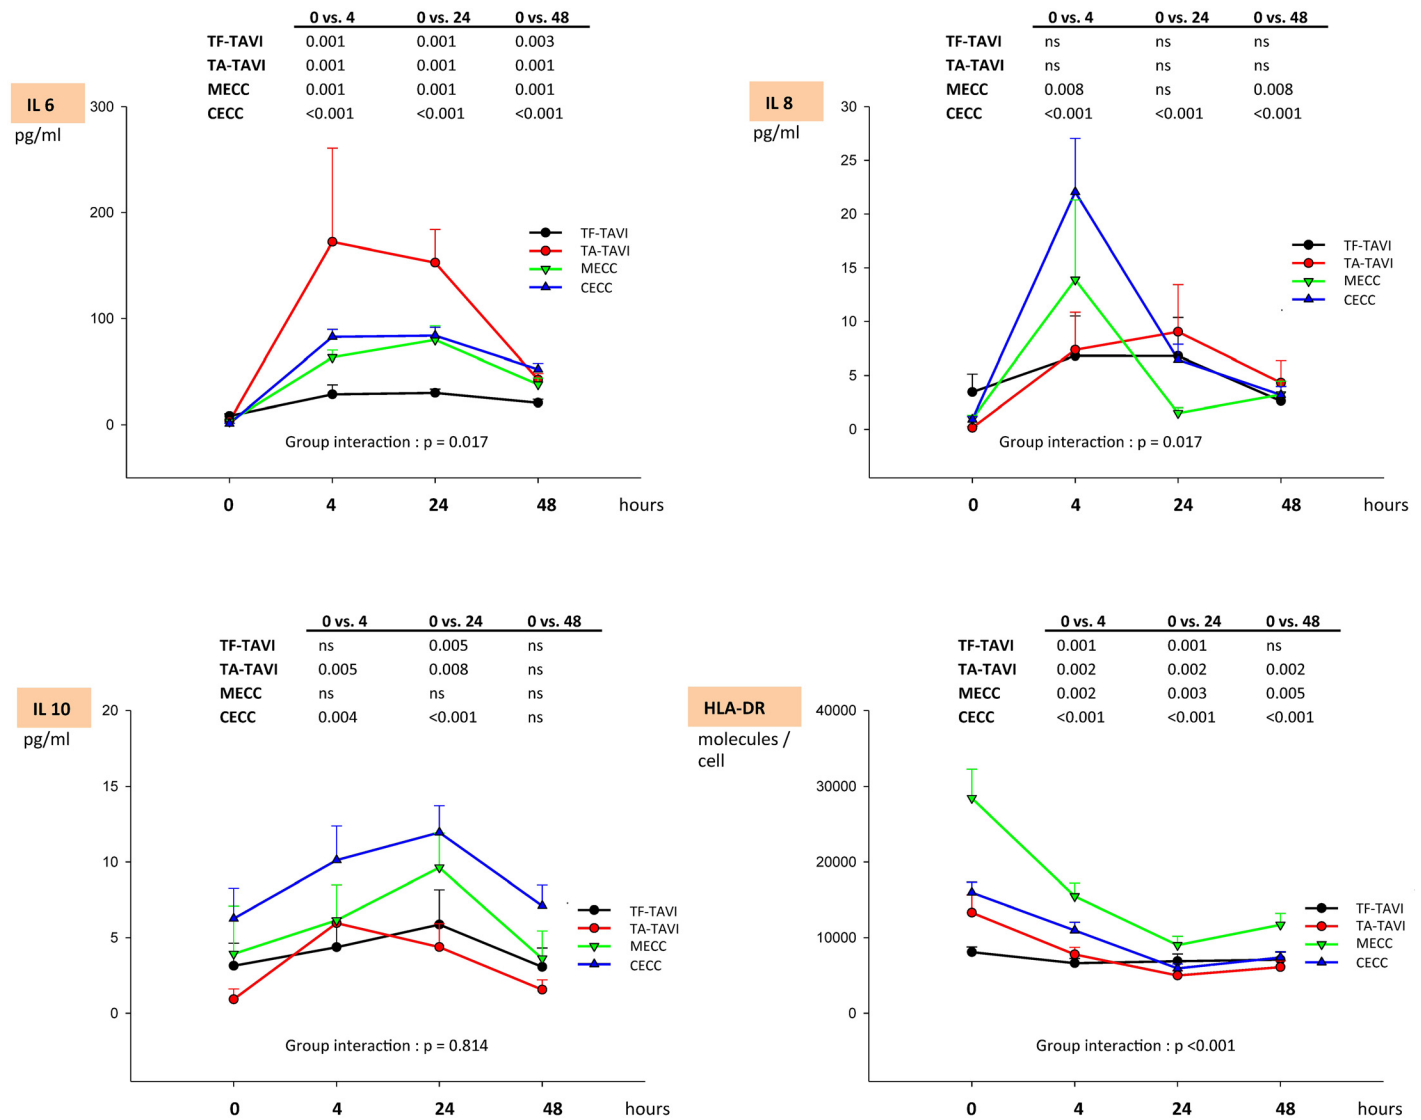 0 vs. 4 0 vs. 24 0 vs. 48
TF-TAVI 0.001 0.001 0.003
TA-TAVI 0.001 0.001 0.001
MECC 0.001 0.001 0.001
CECC <0.001 <0.001 <0.001
IL 6
pg/ml
300
200
100
0
TF-TAVI
TA-TAVI
MECC
CECC
Group interaction : p = 0.017
0 4 24 48 hours
0 vs. 4 0 vs. 24 0 vs. 48
TF-TAVI ns ns ns
TA-TAVI ns ns ns
MECC 0.008 ns 0.008
CECC <0.001 <0.001 <0.001
IL 8
pg/ml
30
25
20
15
10
5
0
TF-TAVI
TA-TAVI
MECC
CECC
Group interaction : p = 0.017
0 4 24 48 hours
0 vs. 4 0 vs. 24 0 vs. 48
TF-TAVI ns 0.005 ns
TA-TAVI 0.005 0.008 ns
MECC ns ns ns
CECC 0.004 <0.001 ns
IL 10
pg/ml
20
15
10
5
0
TF-TAVI
TA-TAVI
MECC
CECC
Group interaction : p = 0.814
0 4 24 48 hours
0 vs. 4 0 vs. 24 0 vs. 48
TF-TAVI 0.001 0.001 ns
TA-TAVI 0.002 0.002 0.002
MECC 0.002 0.003 0.005
CECC <0.001 <0.001 <0.001
HLA-DR
molecules /
cell
40000
30000
20000
10000
0
TF-TAVI
TA-TAVI
MECC
CECC
Group interaction : p <0.001
0 4 24 48 hours